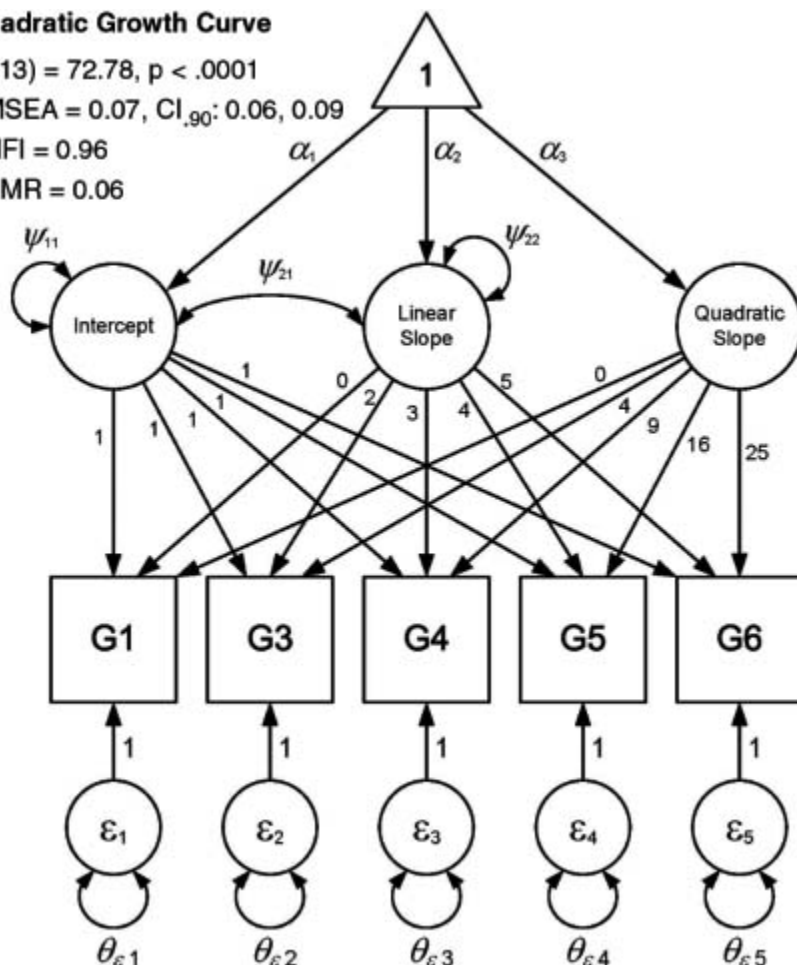 adratic Growth Curve
13) = 72.78, p < .0001
MSEA = 0.07, CI.90: 0.06, 0.09
NFI = 0.96
MR = 0.06
1
α₁ α₂ α₃
ψ₁₁ ψ₂₁ ψ₂₂
Intercept
Linear
Slope
Quadratic
Slope
1 1 1 1 1
0 2 3 4 5
0 4 9 16 25
G1 G3 G4 G5 G6
1 1 1 1 1
ε₁ ε₂ ε₃ ε₄ ε₅
θε1 θε2 θε3 θε4 θε5